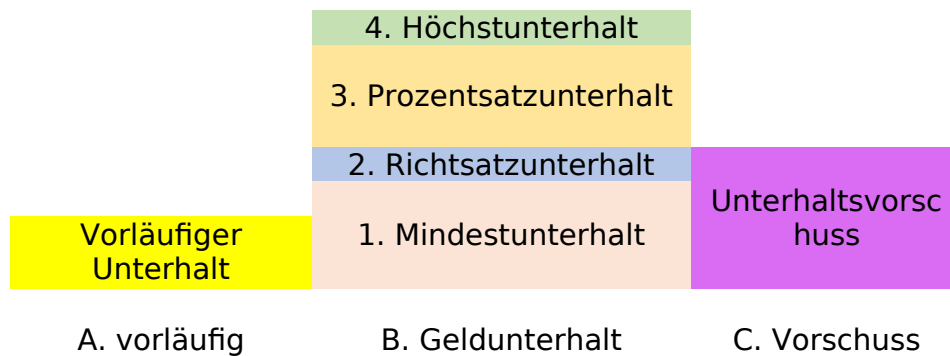 4. Höchstunterhalt
3. Prozentsatzunterhalt
2. Richtsatzunterhalt
Unterhaltsvorsc
huss
Vorläufiger
Unterhalt
1. Mindestunterhalt
A. vorläufig
B. Geldunterhalt
C. Vorschuss